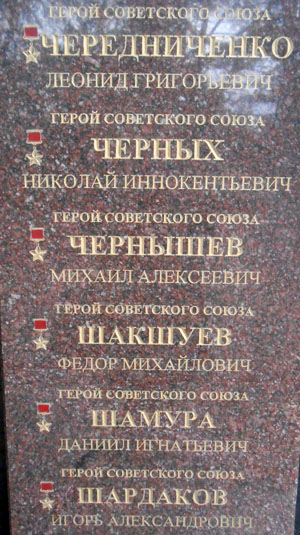 ГЕРОЙ СОВЕТСКОГО СОЮЗА
ЧЕРЕДНИЧЕНКО
ЛЕОНИД ГРИГОРЬЕВИЧ
ГЕРОЙ СОВЕТСКОГО СОЮЗА
ЧЕРНЫХ
НИКОЛАЙ ИННОКЕНТЬЕВИЧ
ГЕРОЙ СОВЕТСКОГО СОЮЗА
ЧЕРНЫШЕВ
МИХАИЛ АЛЕКСЕЕВИЧ
ГЕРОЙ СОВЕТСКОГО СОЮЗА
ШАКШУЕВ
ФЕДОР МИХАЙЛОВИЧ
ГЕРОЙ СОВЕТСКОГО СОЮЗА
ШАМУРА
ДАНИИЛ ИГНАТЬЕВИЧ
ГЕРОЙ СОВЕТСКОГО СОЮЗА
ШАРДАКОВ
ИГОРЬ АЛЕКСАНДРОВИЧ